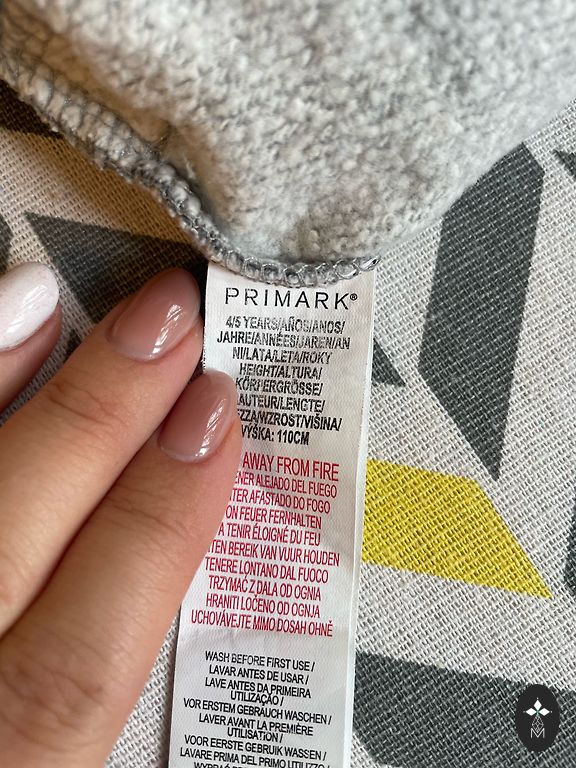 PRIMARK®
4/5 YEARS/AÑOS/ANOS/
JAHRE/ANNÉES/JAREN/AN
NI/LATA/LETA/ROKY
HEIGHT/ALTURA/
KÖRPERGRÖSSE/
AUTEUR/LENGTE/
ZZA/WZROST/VIŠINA/
VÝŠKA: 110CM
AWAY FROM FIRE
ENER ALEJADO DEL FUEGO
TER AFASTADO DO FOGO
ON FEUER FERNHALTEN
A TENIR ÉLOIGNÉ DU FEU
TEN BEREIK VAN VUUR HOUDEN
TENERE LONTANO DAL FUOCO
TRZYMAĆ Z DALA OD OGNIA
HRANITI LOČENO OD OGNJA
UCHOVÁVEJTE MIMO DOSAH OHNĚ
WASH BEFORE FIRST USE /
LAVAR ANTES DE USAR /
LAVE ANTES DA PRIMEIRA
UTILIZAÇÃO /
VOR ERSTEM GEBRAUCH WASCHEN /
LAVER AVANT LA PREMIÈRE
UTILISATION /
VOOR EERSTE GEBRUIK WASSEN /
LAVARE PRIMA DEL PRIMO UTILIZZO /